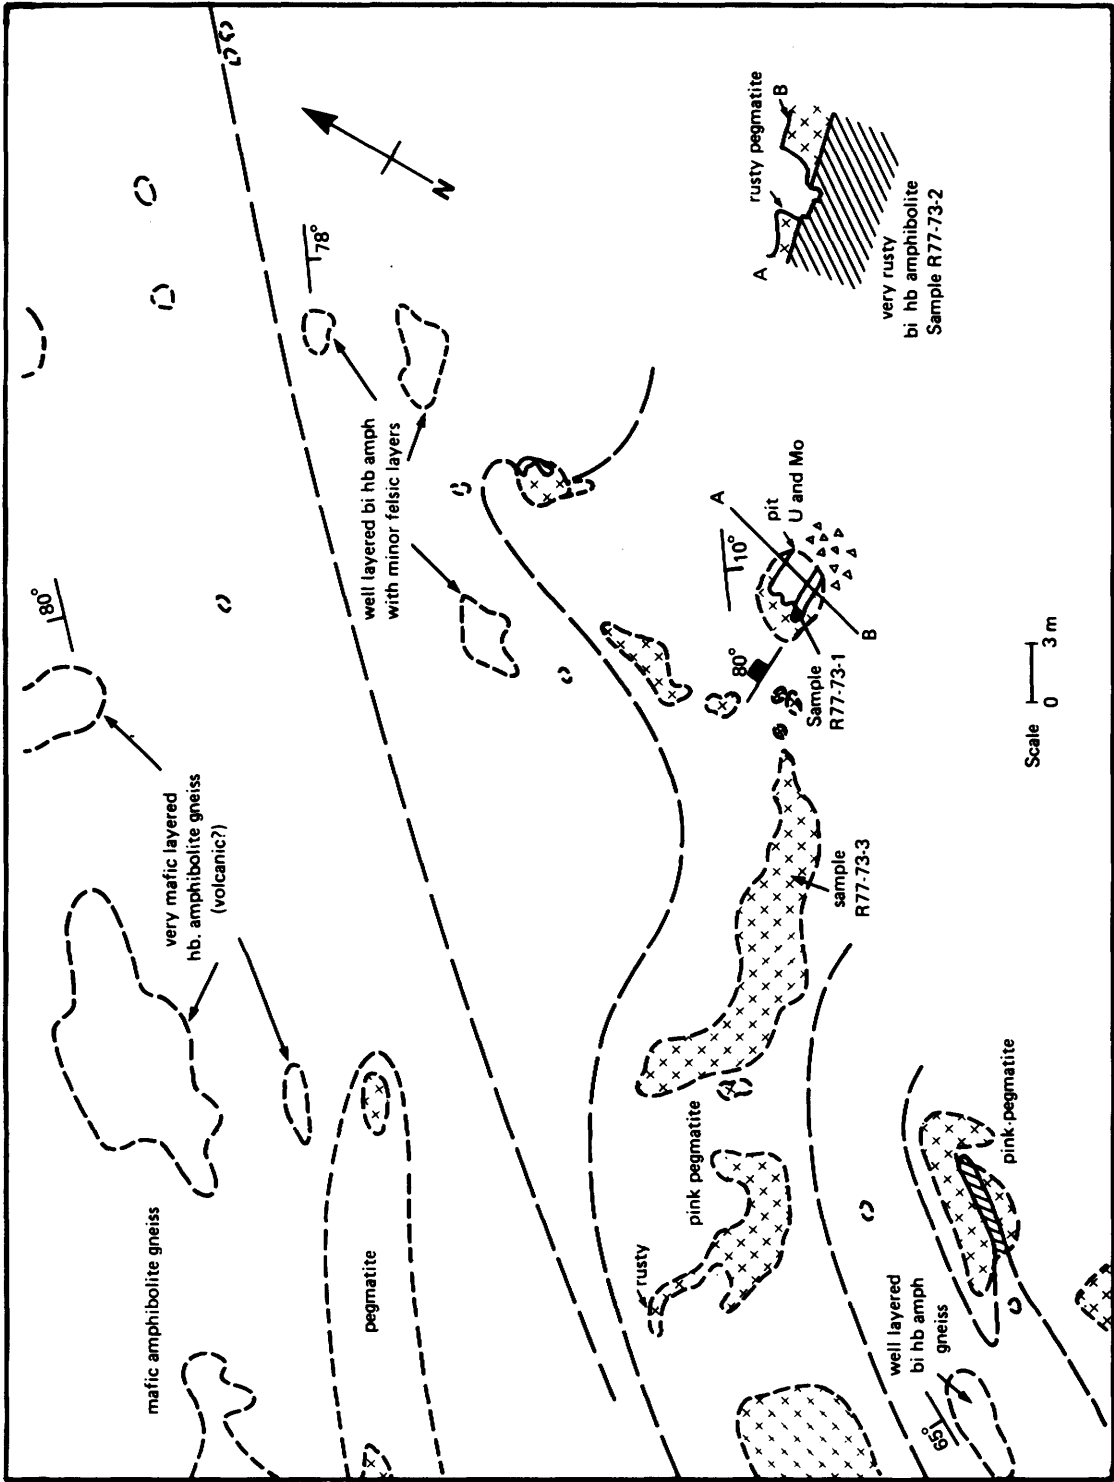 mafic amphibolite gneiss
very mafic layered
hb. amphibolite gneiss
(volcanic?)
80°
pegmatite
well layered bi hb amph
with minor felsic layers
78°
N
rusty
pink pegmatite
sample
R77-73-3
80°
Sample
R77-73-1
10°
A
B
pit
U and Mo
A
rusty pegmatite
B
very rusty
bi hb amphibolite
Sample R77-73-2
65°
well layered
bi hb amph
gneiss
pink-pegmatite
Scale
0
3 m